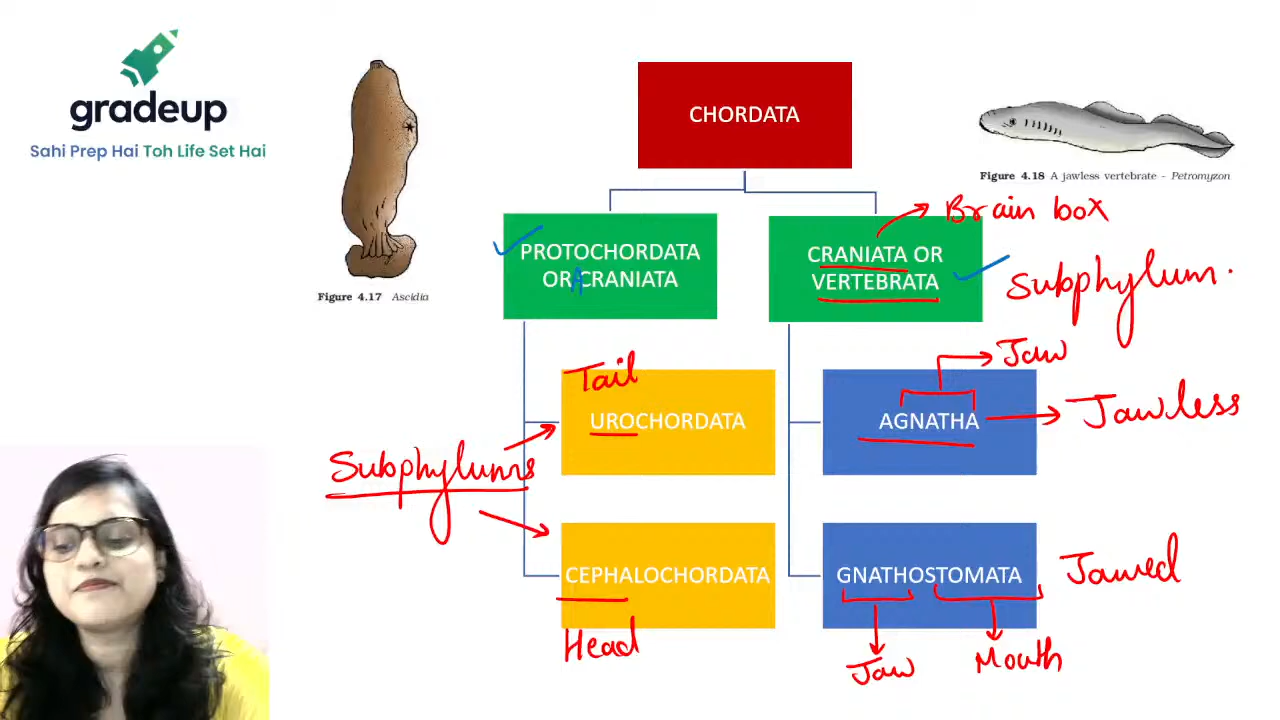 gradeup
Sahi Prep Hai Toh Life Set Hai
Figure 4.17 Ascidia
CHORDATA
Figure 4.18 A jawless vertebrate - Petromyzon
Brain box
PROTOCHORDATA
OR ACRANIATA
CRANIATA OR
VERTEBRATA
Subphylum.
Tail
UROCHORDATA
Jaw
AGNATHA
Jawless
Subphylums
CEPHALOCHORDATA
Head
GNATHOSTOMATA
Jawed
Jaw
Mouth